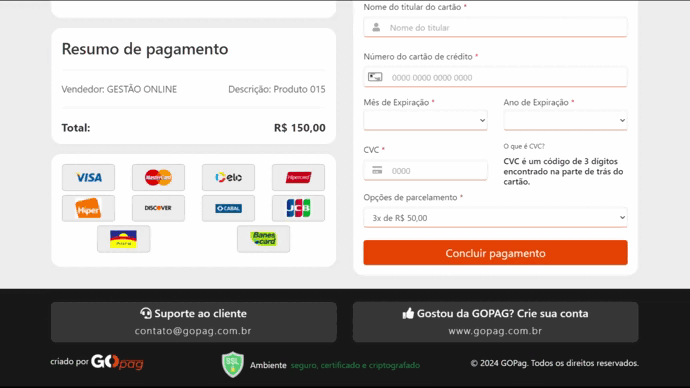 Resumo de pagamento
Vendedor: GESTÃO ONLINE
Descrição: Produto 015
Total:
R$ 150,00
VISA
MasterCard
elo
Hipercard
Hiper
DISCOVER
CABAL
JCB
Aura
Banes
card
Nome do titular do cartão *
Nome do titular
Número do cartão de crédito *
0000 0000 0000 0000
Mês de Expiração *
Ano de Expiração *
CVC *
0000
O que é CVC?
CVC é um código de 3 dígitos
encontrado na parte de trás do
cartão.
Opções de parcelamento *
3x de R$ 50,00
Concluir pagamento
Suporte ao cliente
contato@gopag.com.br
Gostou da GOPAG? Crie sua conta
www.gopag.com.br
criado por GOpag
SSL
Ambiente seguro, certificado e criptografado
© 2024 GOPag. Todos os direitos reservados.